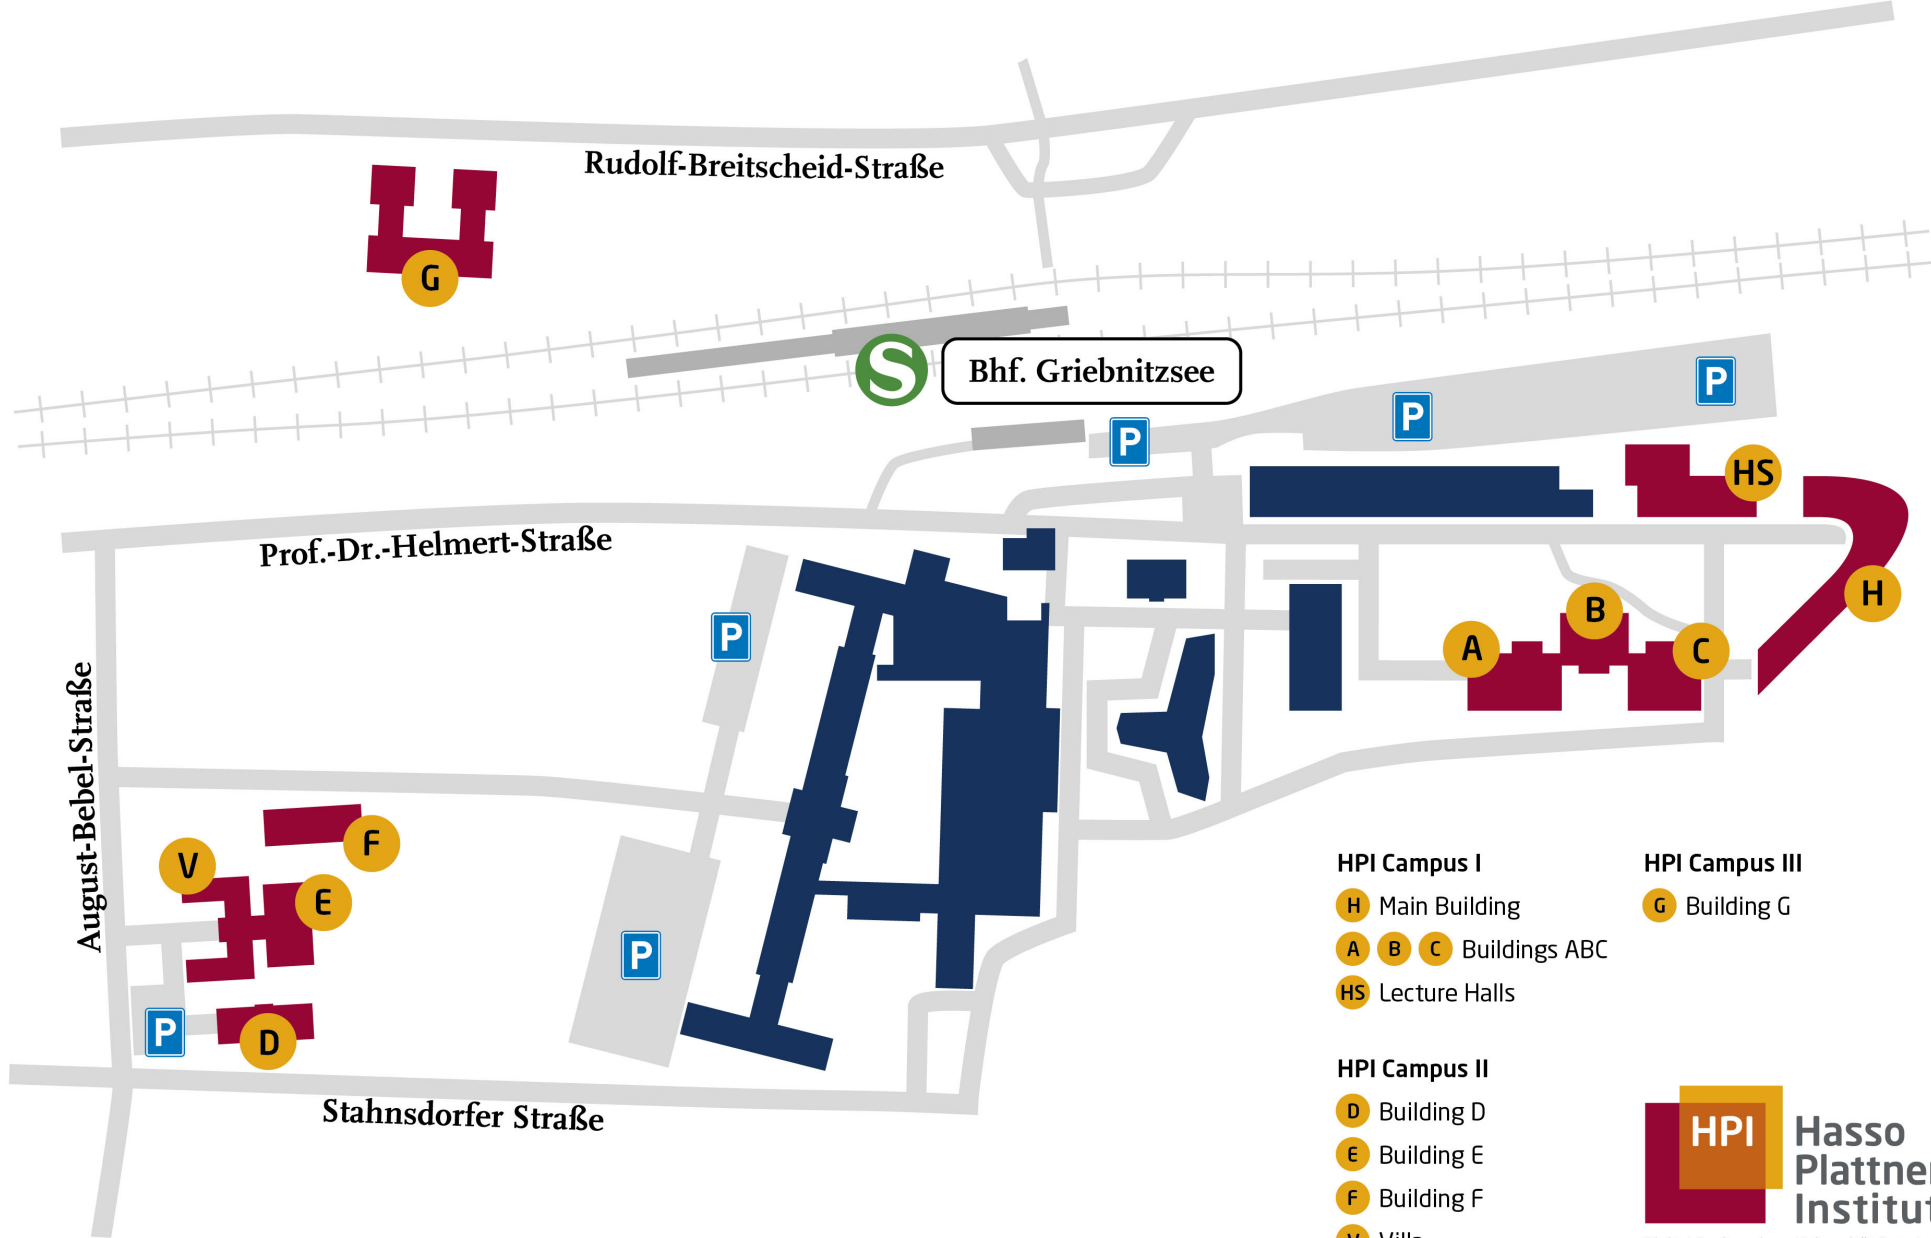 Rudolf-Breitscheid-Straße
G
S
Bhf. Griebnitzsee
P
P
P
HS
Prof.-Dr.-Helmert-Straße
H
B
P
A
C
August-Bebel-Straße
F
V
E
P
P
D
Stahnsdorfer Straße
HPI Campus I
H Main Building
A B C Buildings ABC
HS Lecture Halls
HPI Campus II
D Building D
E Building E
F Building F
HPI Campus III
G Building G
HPI
Hasso
Plattner
Institut